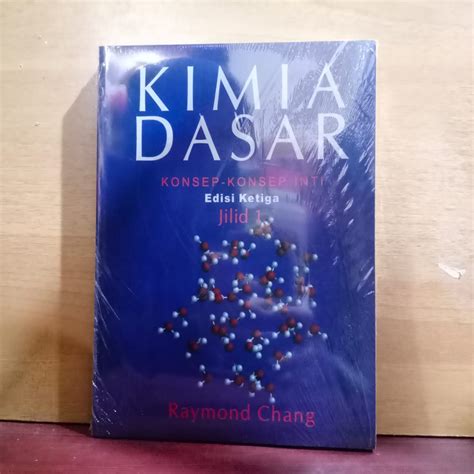 KIMIA
DASAR
KONSEP-KONSEP INTI
Edisi Ketiga
Jilid 1
Raymond Chang